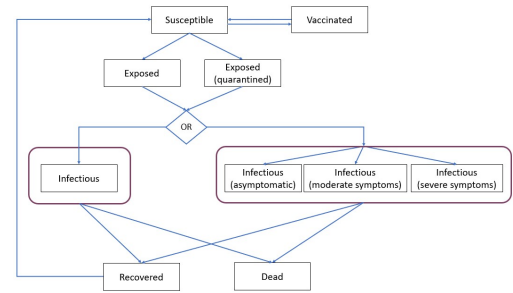 Susceptible
Vaccinated
Exposed
Exposed
(quarantined)
OR
Infectious
Infectious
(asymptomatic)
Infectious
(moderate symptoms)
Infectious
(severe symptoms)
Recovered
Dead